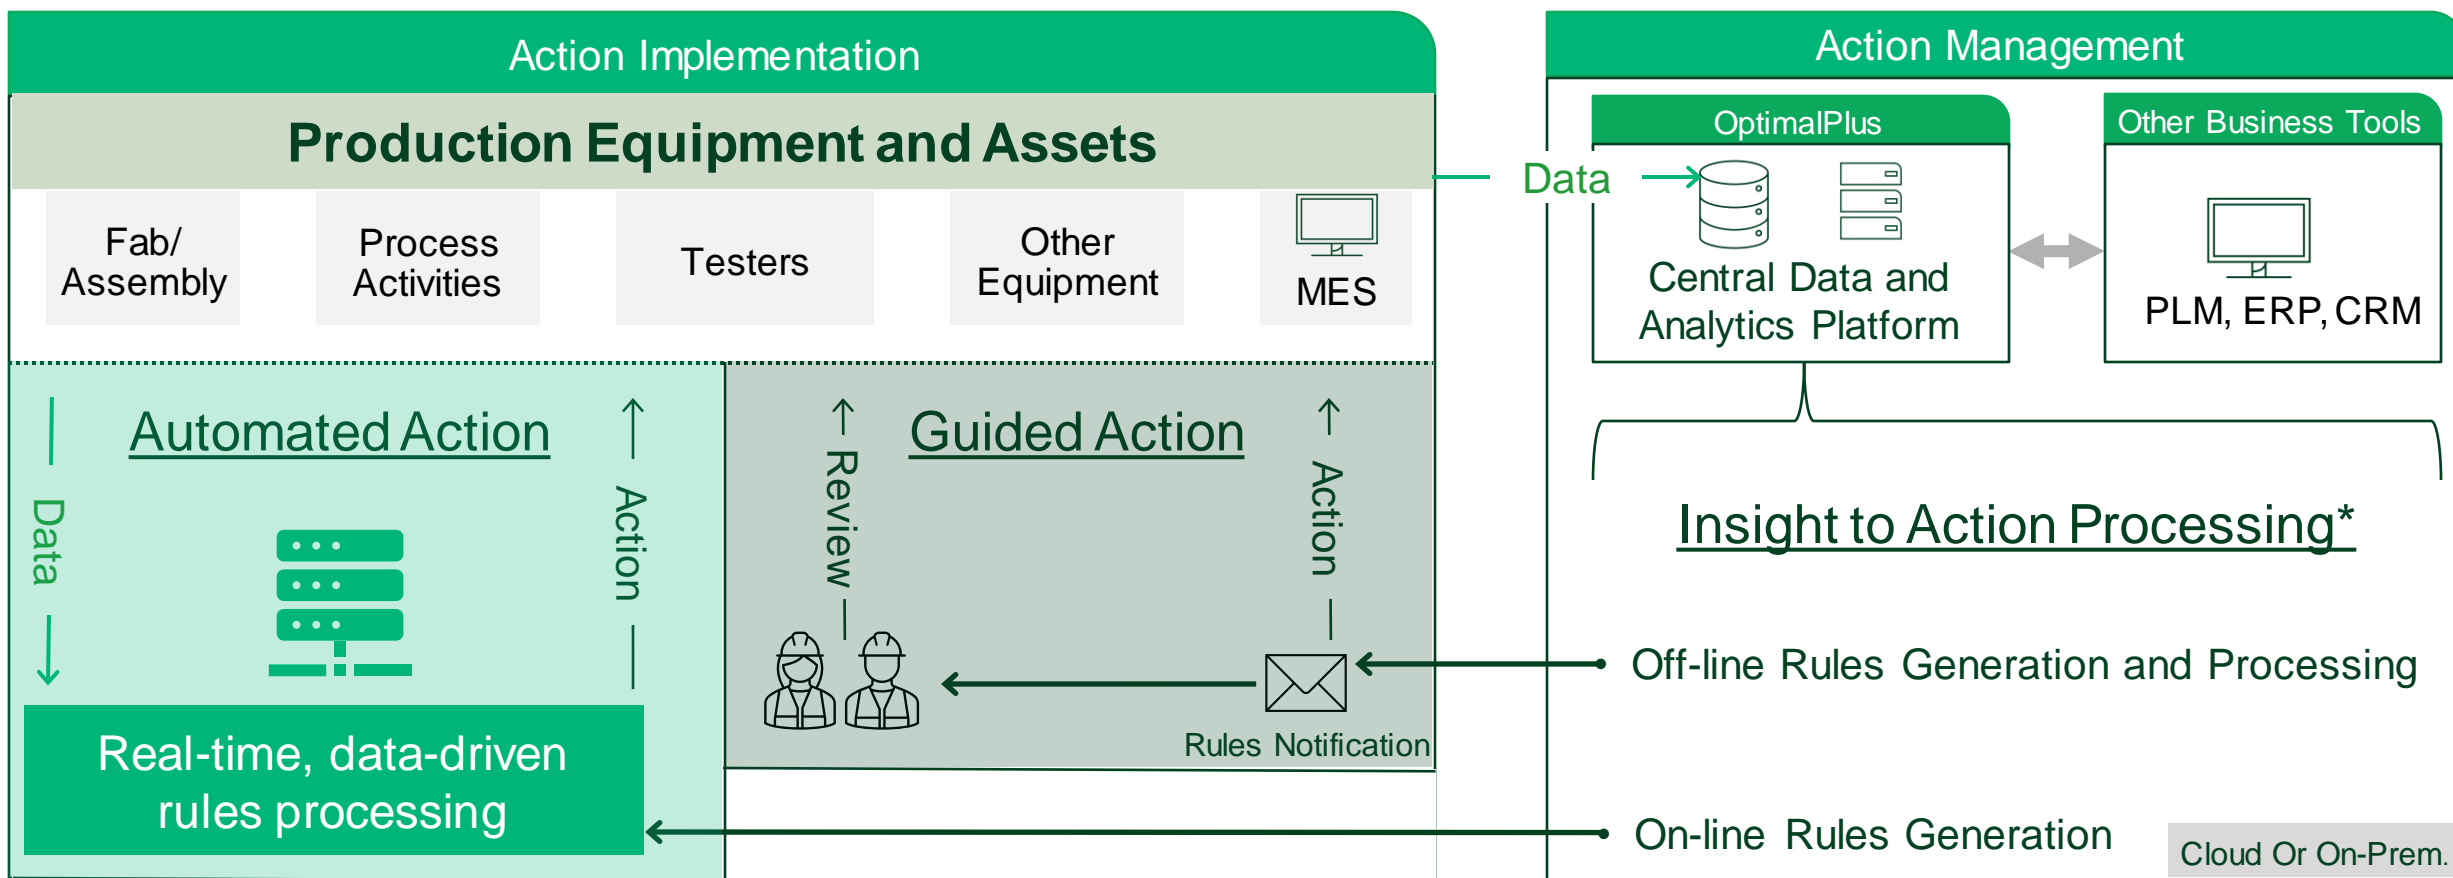 Action Implementation
Production Equipment and Assets
Fab/
Assembly
Process
Activities
Testers
Other
Equipment
MES
Automated Action
Data
Action
Real-time, data-driven
rules processing
Guided Action
Review
Action
Rules Notification
Data
Action Management
OptimalPlus
Central Data and
Analytics Platform
Other Business Tools
PLM, ERP, CRM
Insight to Action Processing*
Off-line Rules Generation and Processing
On-line Rules Generation
Cloud Or On-Prem.